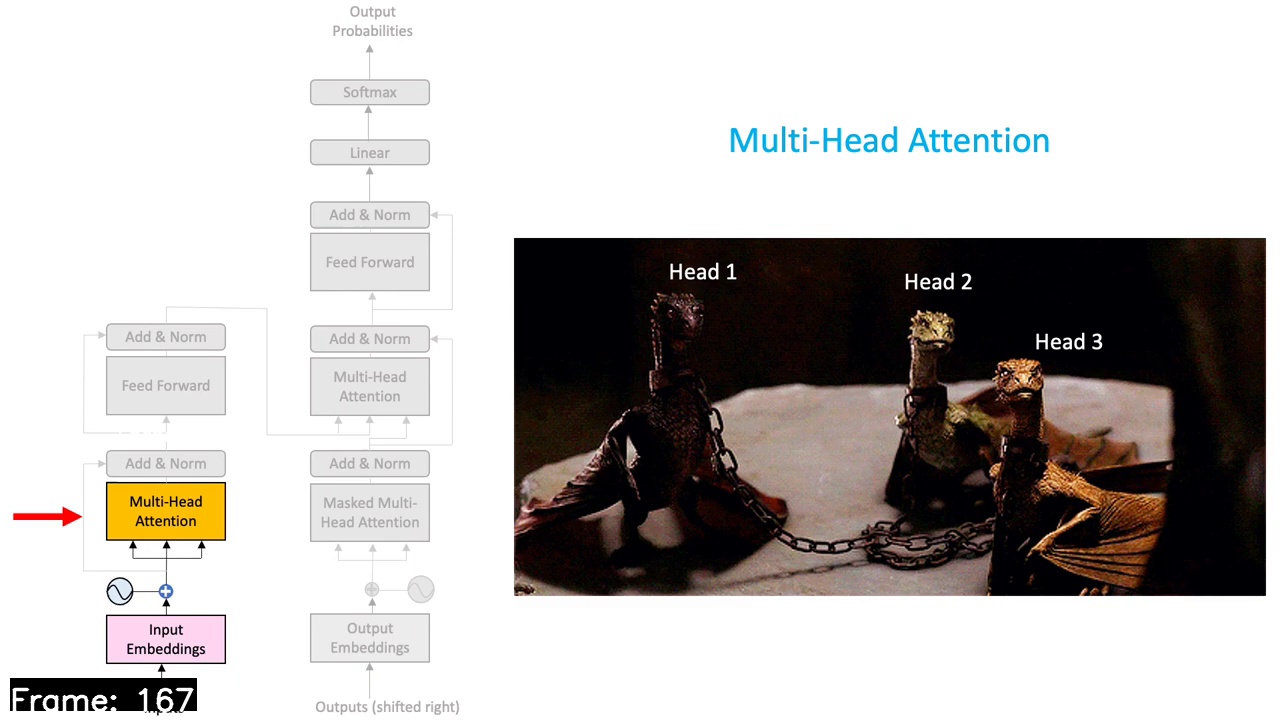 Output
Probabilities
Softmax
Linear
Add & Norm
Feed Forward
Add & Norm
Multi-Head
Attention
Add & Norm
Masked Multi-
Head Attention
Output
Embeddings
Outputs (shifted right)
Add & Norm
Feed Forward
Add & Norm
Multi-Head
Attention
Input
Embeddings
Frame: 167
Multi-Head Attention
Head 1
Head 2
Head 3